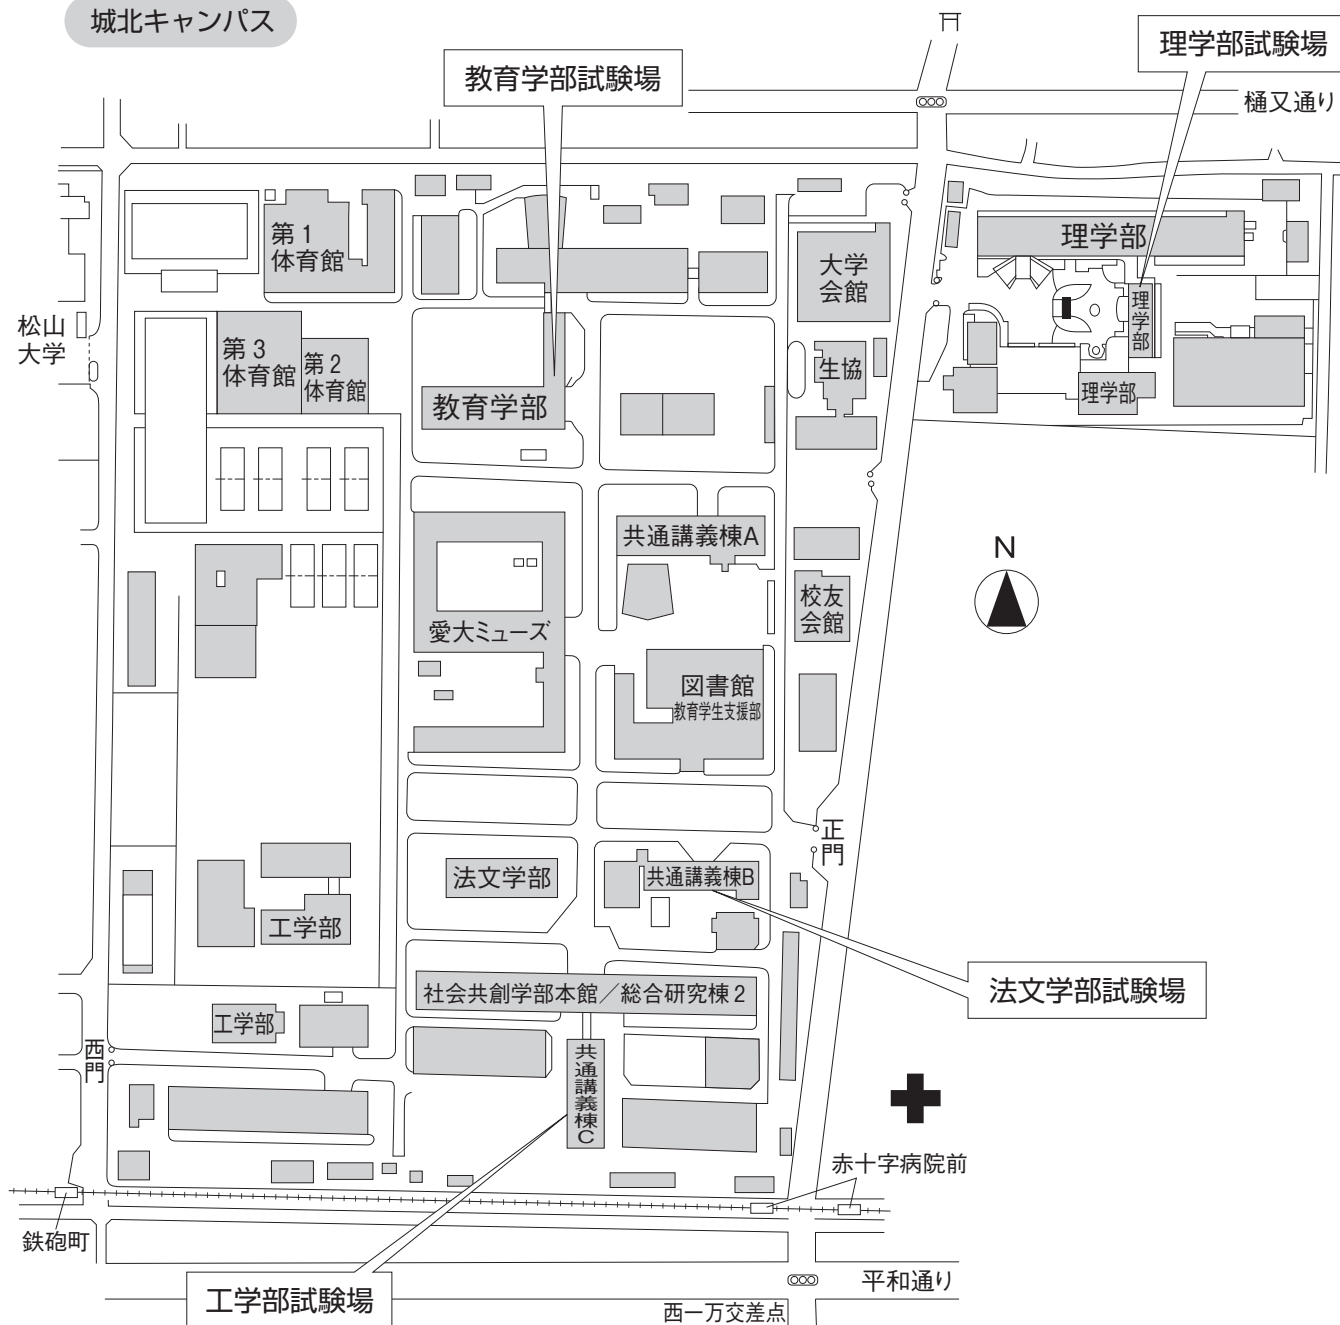 城北キャンパス
教育学部試験場
理学部試験場
樋又通り
第1
体育館
大学
会館
理学部
理学部
松山
大学
第3
体育館
第2
体育館
生協
理学部
教育学部
共通講義棟A
N
校友
会館
愛大ミューズ
図書館
教育学生支援部
正門
法文学部
共通講義棟B
工学部
法文学部試験場
社会共創学部本館/総合研究棟2
工学部
西門
共通講義棟C
赤十字病院前
鉄砲町
工学部試験場
平和通り
西一万交差点